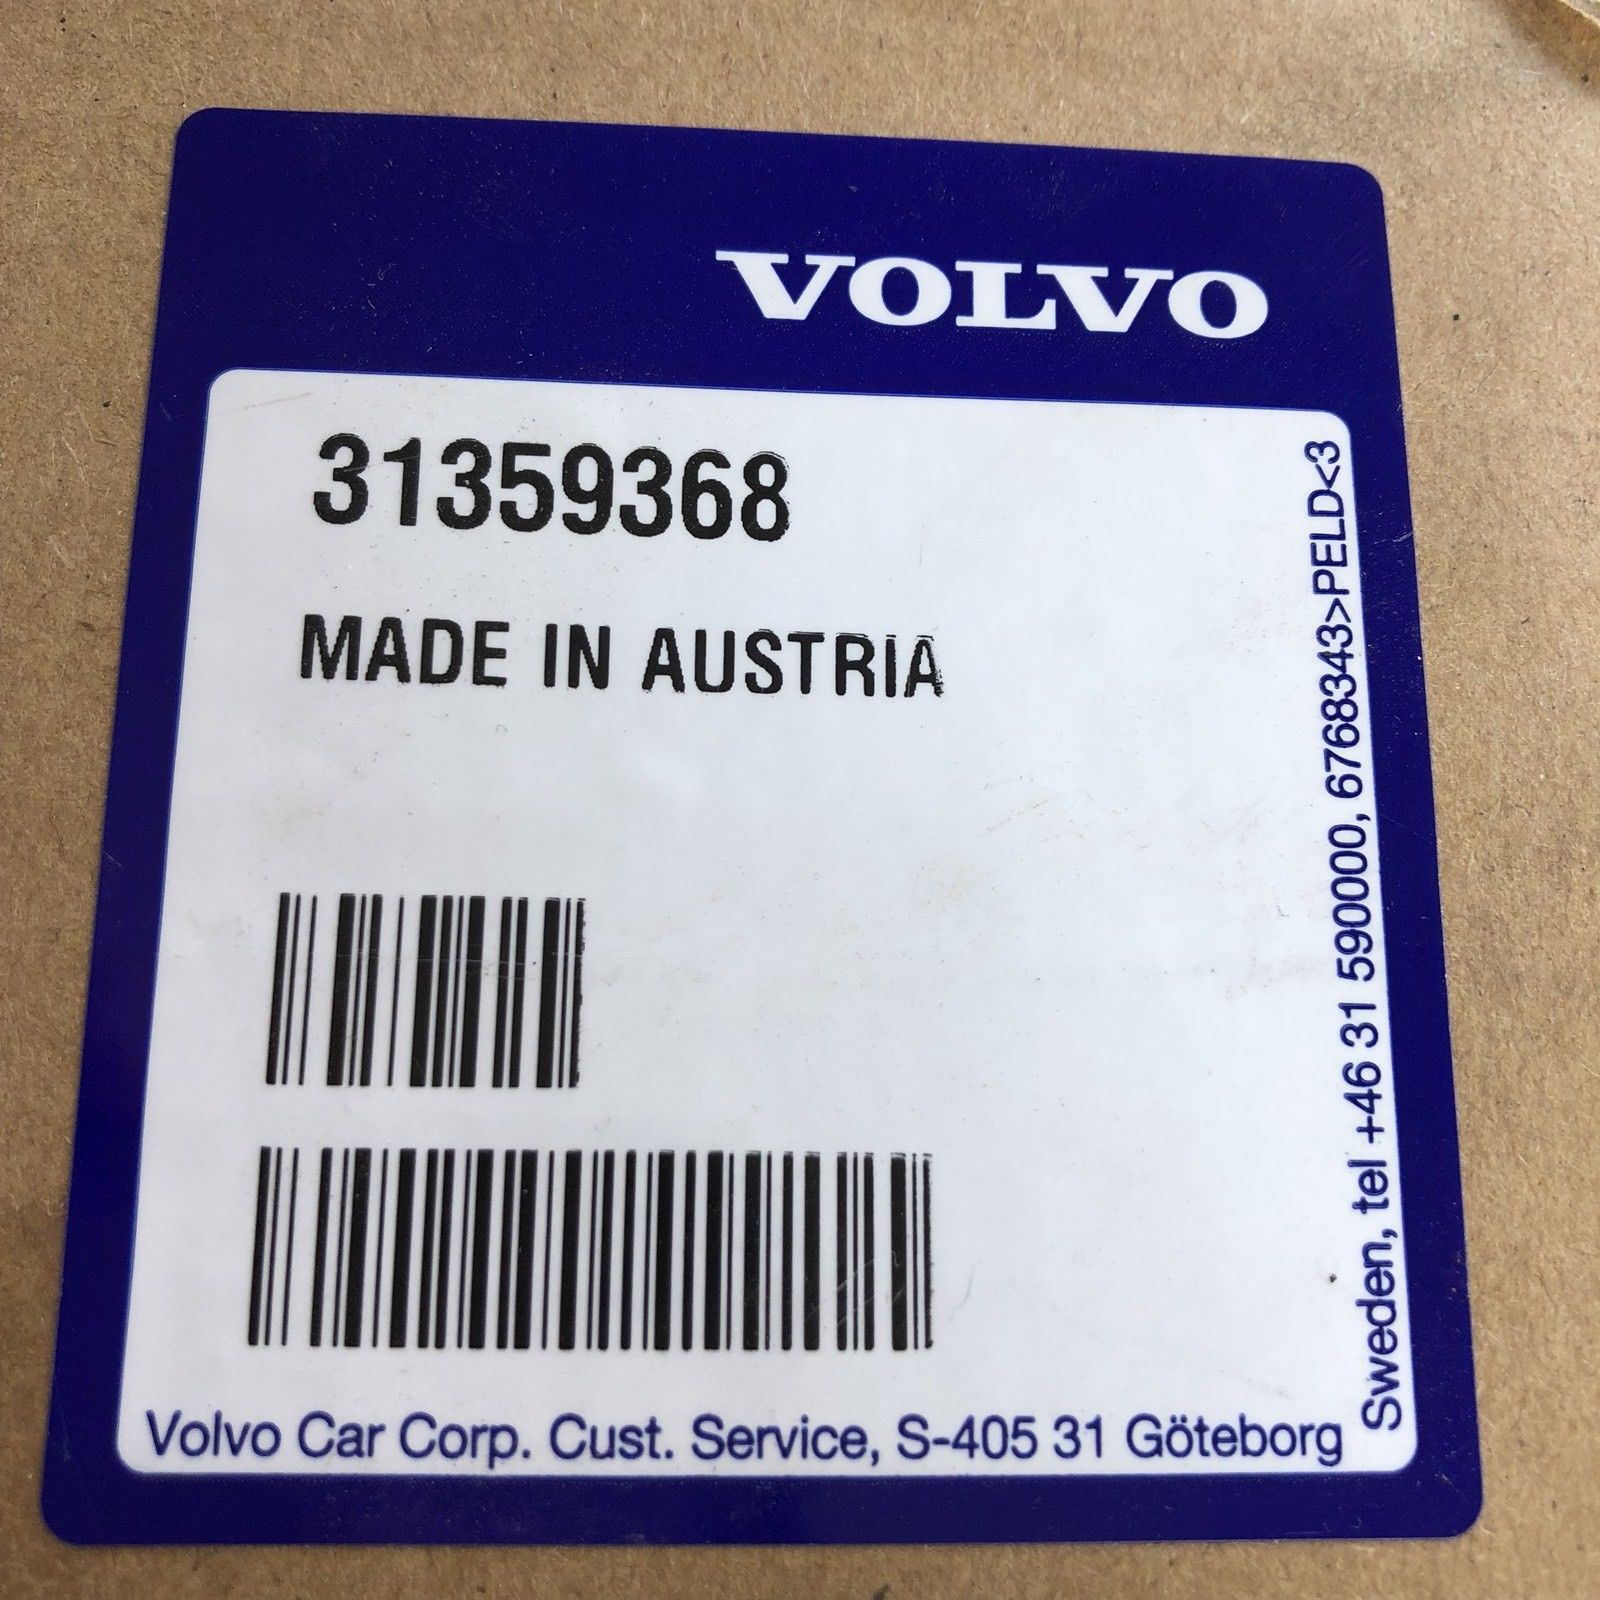 VOLVO
31359368
MADE IN AUSTRIA
Volvo Car Corp. Cust. Service, S-405 31 Göteborg
Sweden, tel +46 31 590000, 6768343>PELD<3